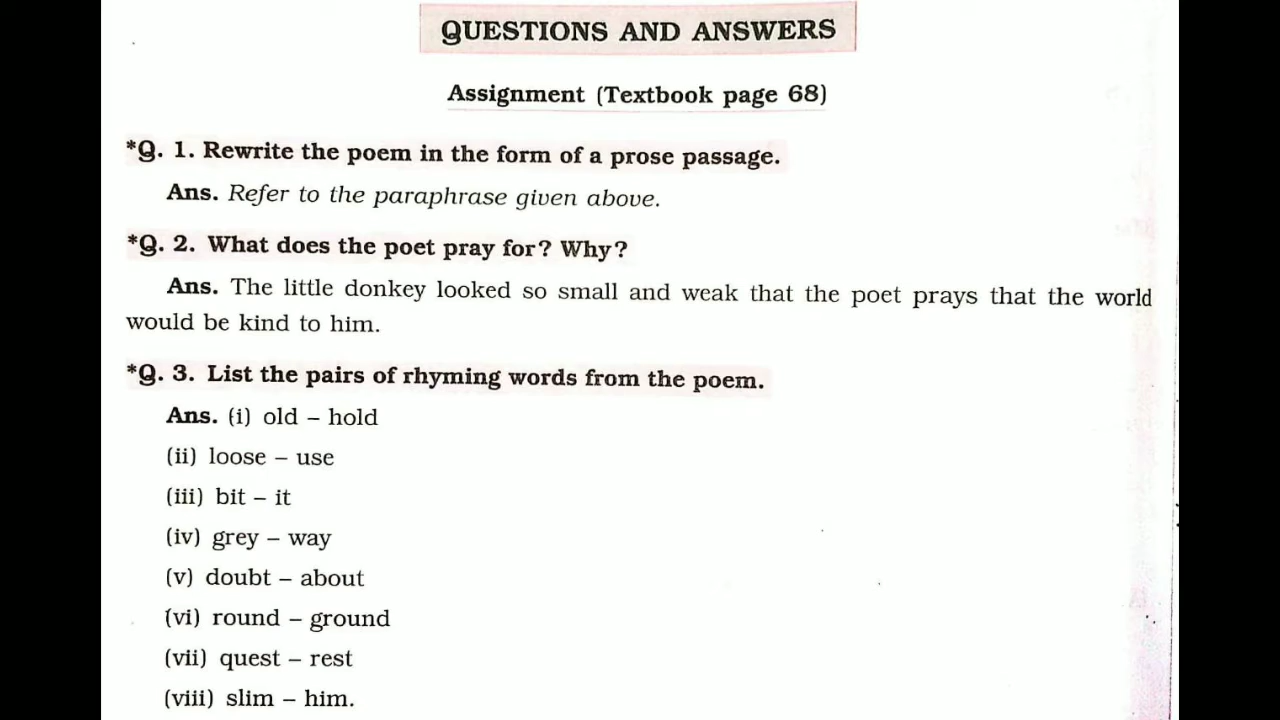 QUESTIONS AND ANSWERS
Assignment (Textbook page 68)
*Q. 1. Rewrite the poem in the form of a prose passage.
Ans. Refer to the paraphrase given above.
*Q. 2. What does the poet pray for? Why?
Ans. The little donkey looked so small and weak that the poet prays that the world
would be kind to him.
*Q. 3. List the pairs of rhyming words from the poem.
Ans. (i) old – hold
(ii) loose – use
(iii) bit – it
(iv) grey – way
(v) doubt – about
(vi) round – ground
(vii) quest – rest
(viii) slim – him.